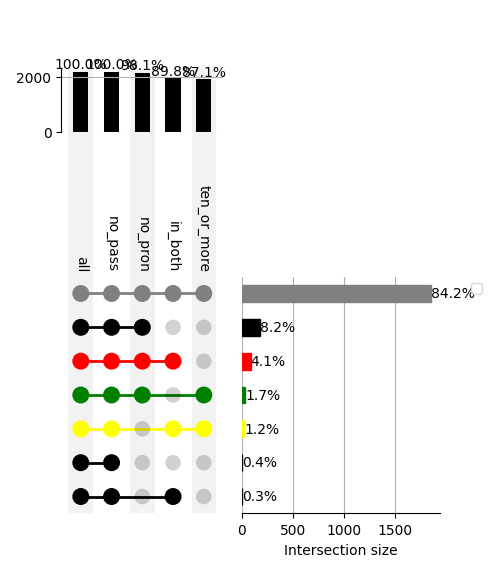 100.0% 100.0% 98.1% 89.8% 87.1%
2000
0
all
no_pass
no_pron
in_both
ten_or_more
84.2%
8.2%
4.1%
1.7%
1.2%
0.4%
0.3%
0 500 1000 1500
Intersection size